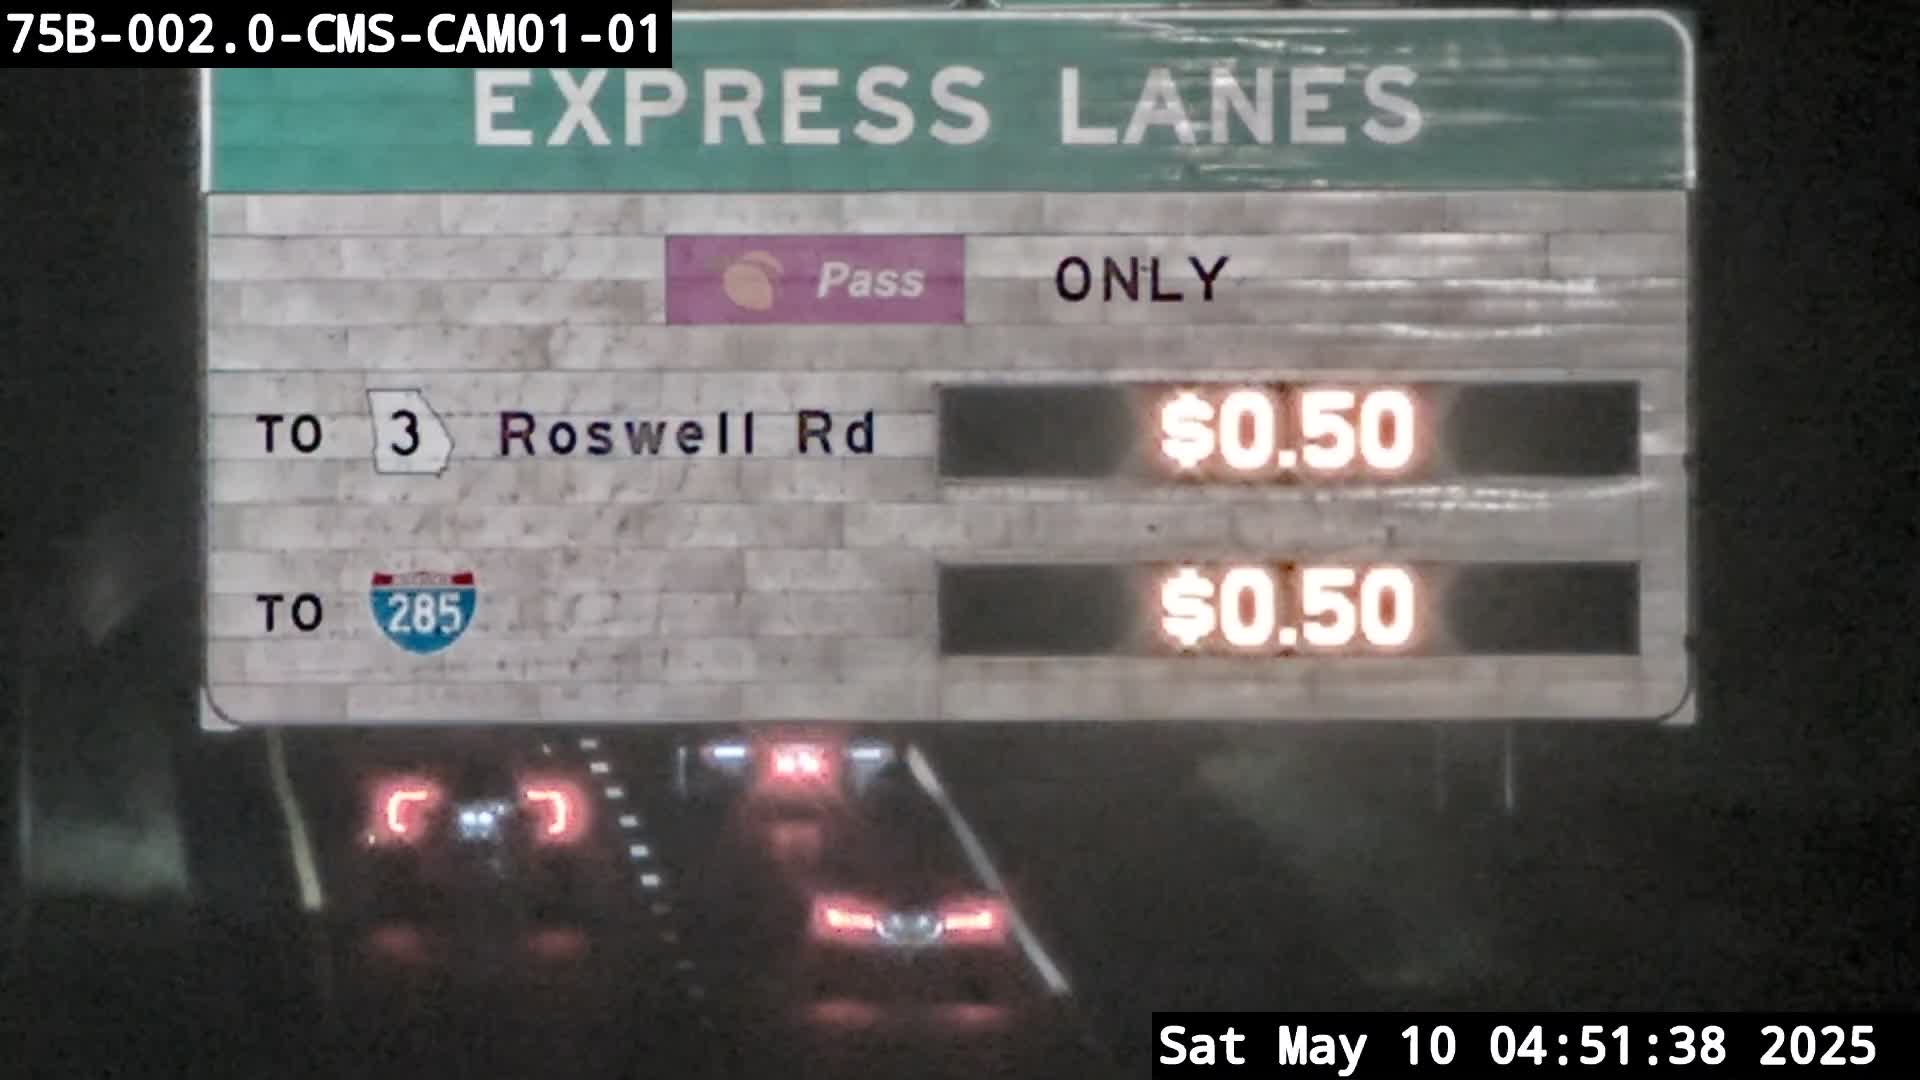 75B-002.0-CMS-CAM01-01
EXPRESS LANES
Pass ONLY
TO 3 Roswell Rd $0.50
TO 285 $0.50
Sat May 10 04:51:38 2025